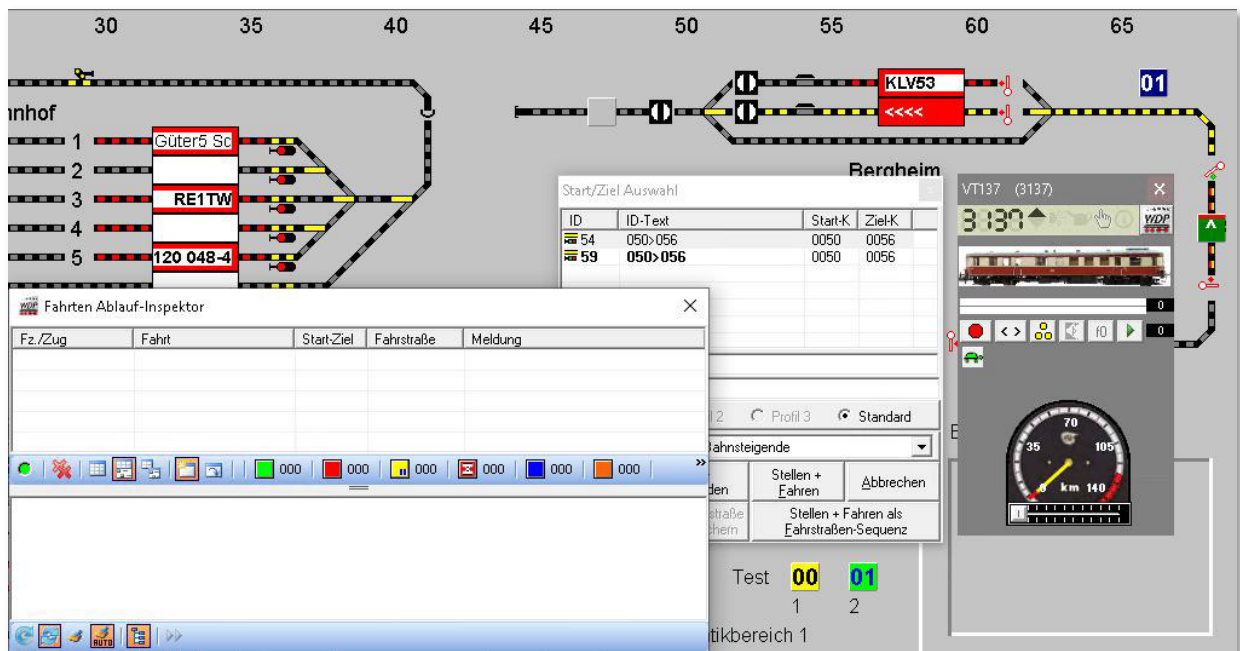 30 35 40 45 50 55 60 65
KLV53
01
<<<<
1 Güter5 Sc
2
3 RE1TW
4
5 120 048-4
Bergheim
Start/Ziel Auswahl
ID ID-Text Start-K Ziel-K
54 050>056 0050 0056
59 050>056 0050 0056
Profil 3 Standard
Stellen + Fahren
Abbrechen
Stellen + Fahren als Fahrstraßen-Sequenz
VT137 (3137)
3137
WDP
0
f0
0
70
35 105
0 km 140
Fahrten Ablauf-Inspektor
Fz./Zug Fahrt Start-Ziel Fahrstraße Meldung
000 000 000 000 000 000 »
AUTO
Test 00 01
1 2
tikbereich 1